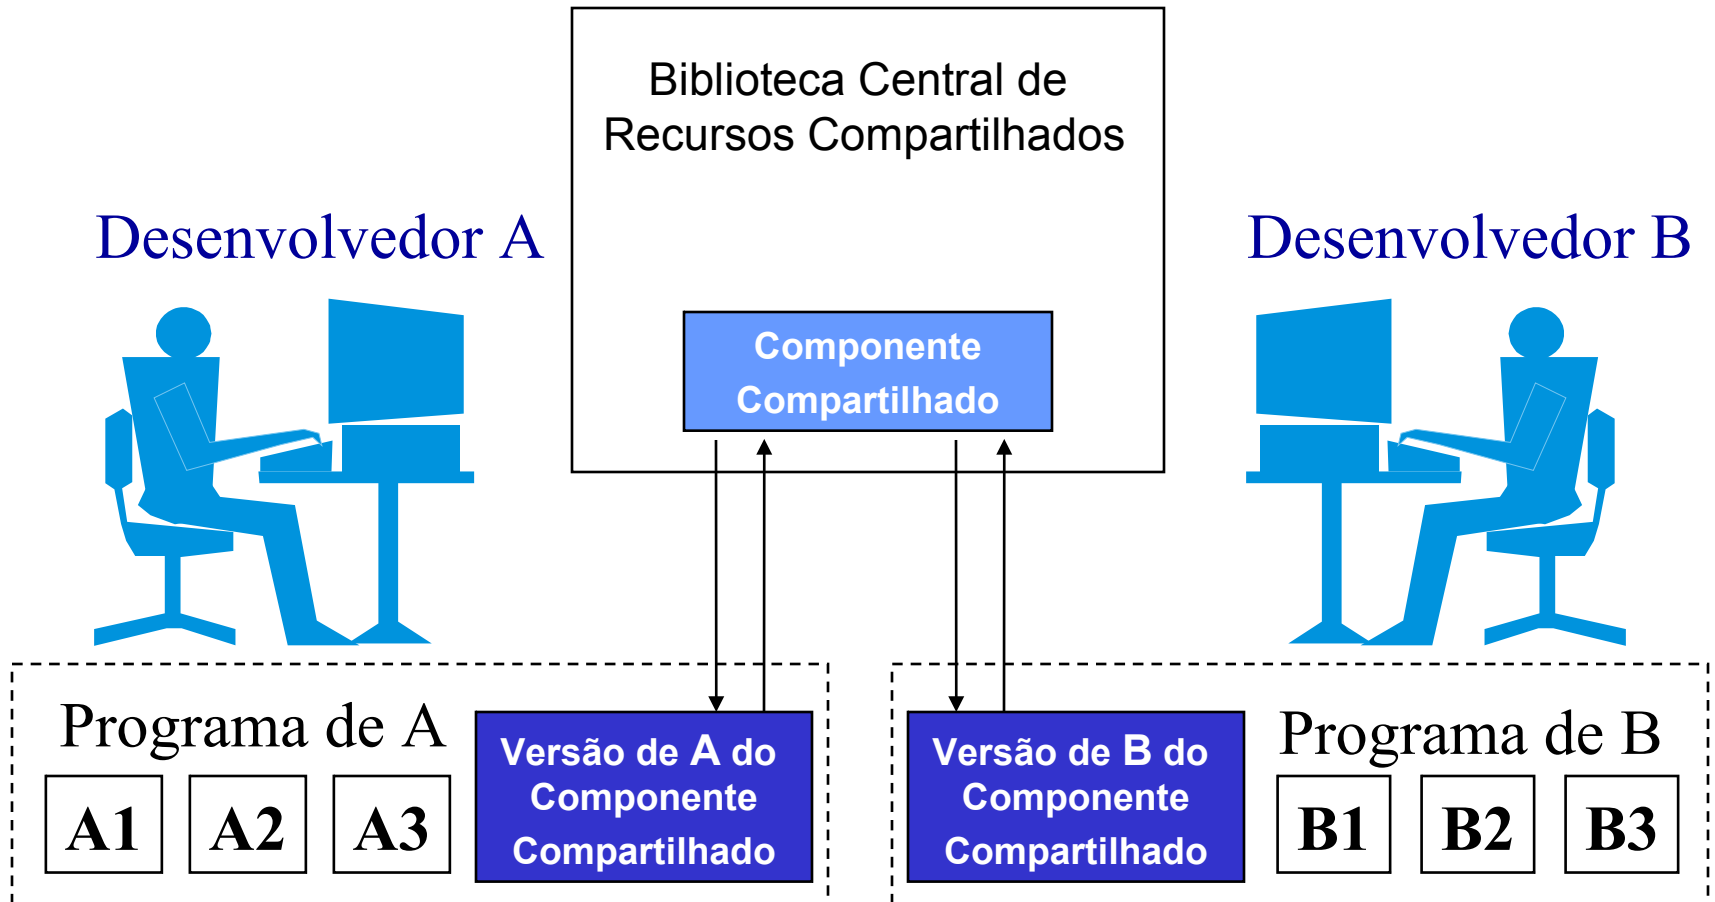 Biblioteca Central de
Recursos Compartilhados
Desenvolvedor A
Desenvolvedor B
Componente
Compartilhado
Programa de A
A1 A2 A3
Versão de A do
Componente
Compartilhado
Versão de B do
Componente
Compartilhado
Programa de B
B1 B2 B3